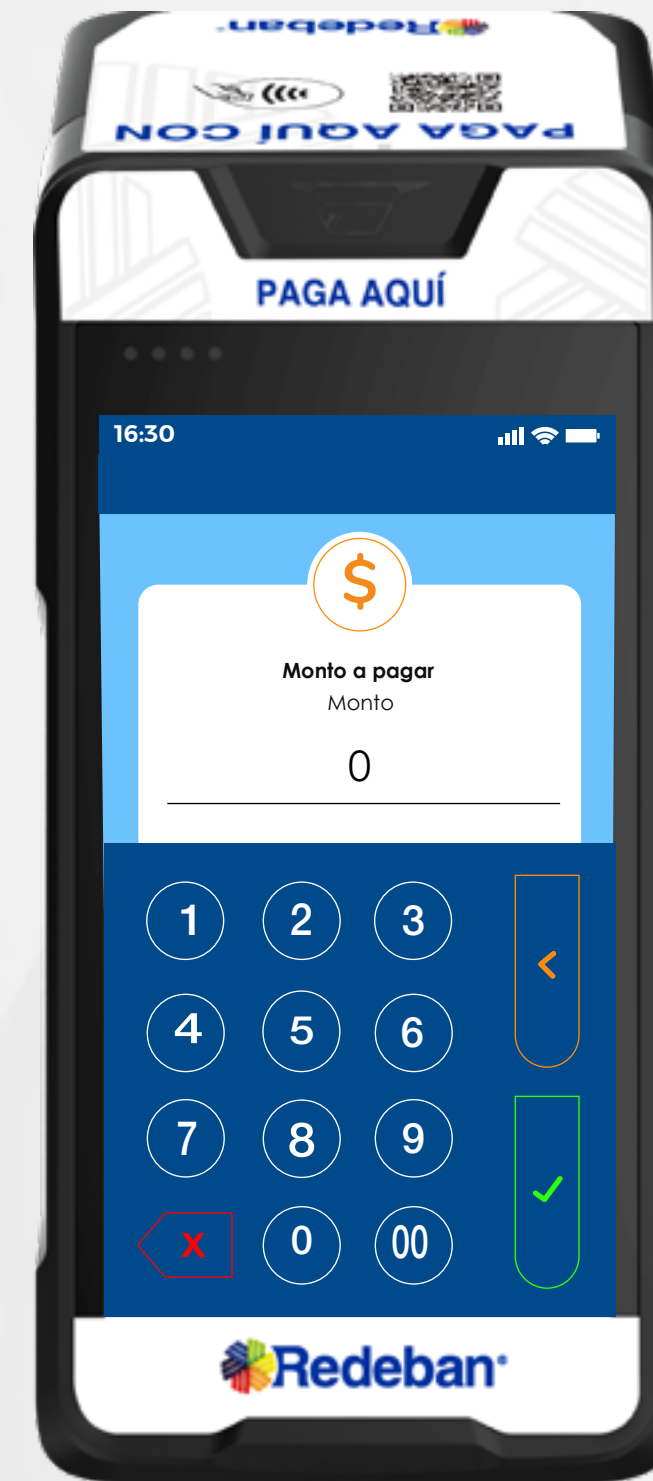 Redeban
PAGA AQUÍ CON
PAGA AQUÍ
16:30
$
Monto a pagar
Monto
0
1 2 3
<
4 5 6
7 8 9
X 0 00
Redeban